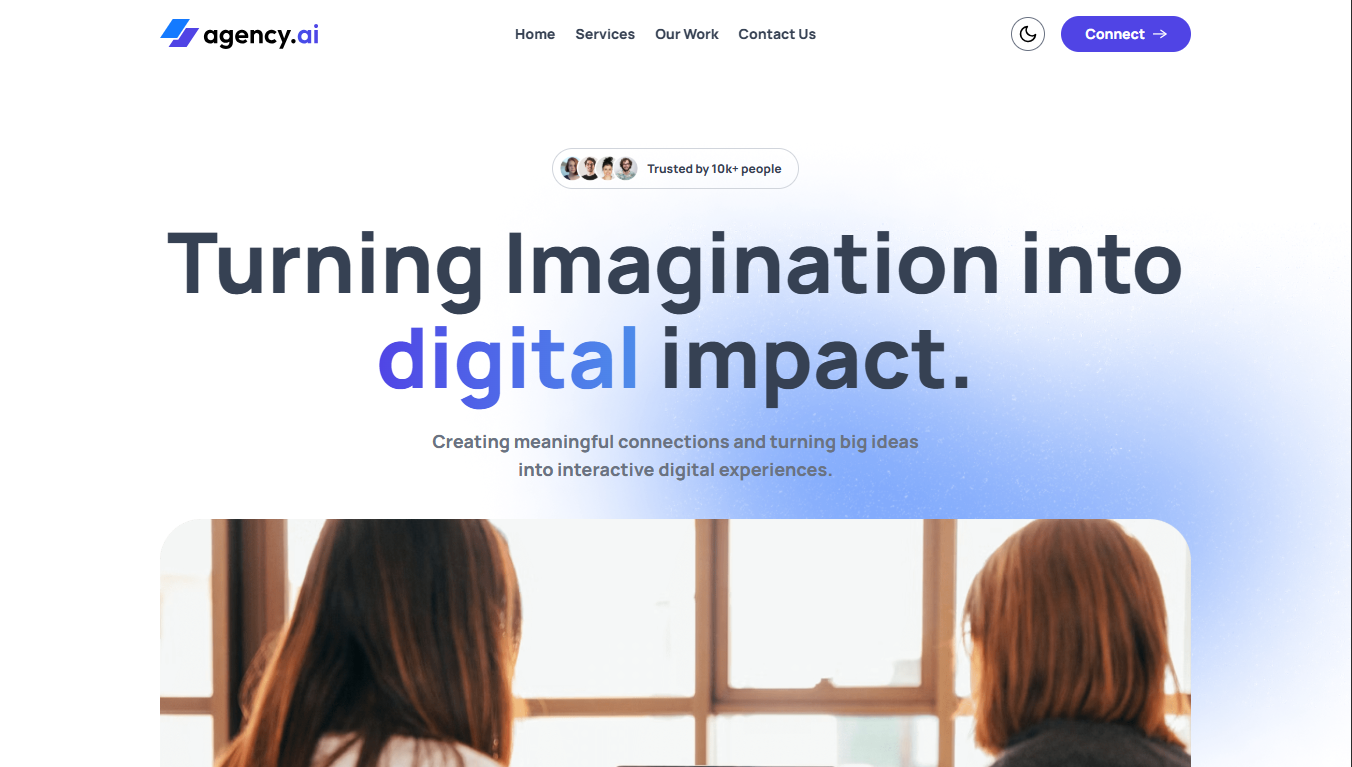 agency.ai
Home Services Our Work Contact Us
Connect →
Trusted by 10k+ people
Turning Imagination into
digital impact.
Creating meaningful connections and turning big ideas
into interactive digital experiences.